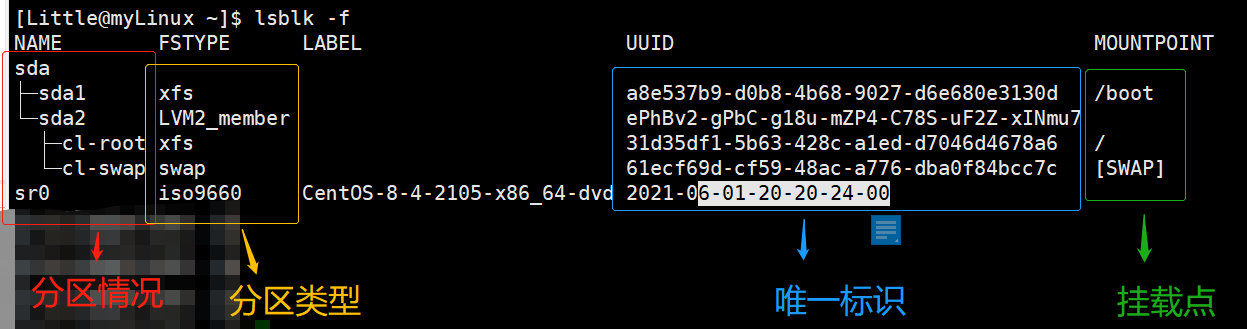 [Little@myLinux ~]$ lsblk -f
NAME FSTYPE LABEL UUID MOUNTPOINT
sda
├─sda1 xfs a8e537b9-d0b8-4b68-9027-d6e680e3130d /boot
└─sda2 LVM2_member ePhBv2-gPbC-g18u-mZP4-C78S-uF2Z-xINmu7
├─cl-root xfs 31d35df1-5b63-428c-a1ed-d7046d4678a6 /
└─cl-swap swap 61ecf69d-cf59-48ac-a776-dba0f84bcc7c [SWAP]
sr0 iso9660 CentOS-8-4-2105-x86_64-dvd 2021-06-01-20-20-24-00
分区情况 分区类型 唯一标识 挂载点